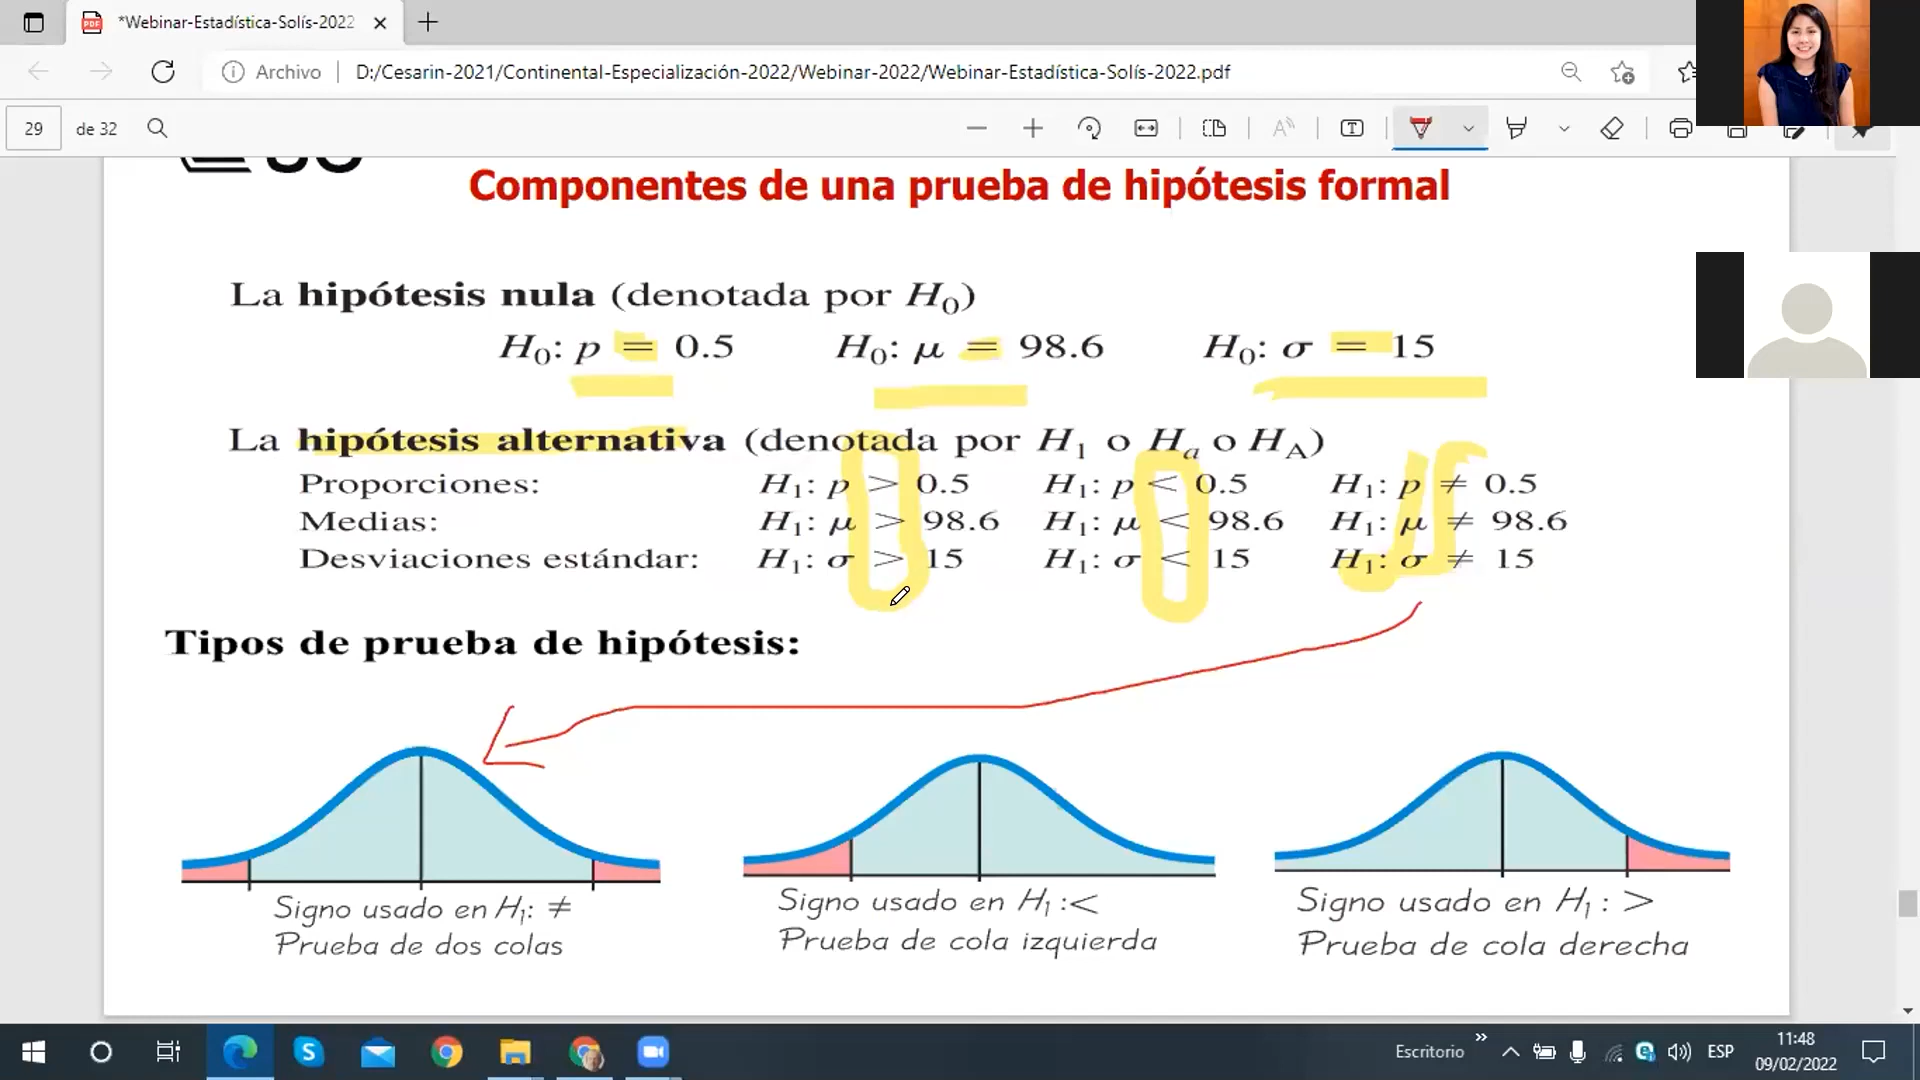 *Webinar-Estadística-Solís-2022
Archivo | D:/Cesarin-2021/Continental-Especialización-2022/Webinar-2022/Webinar-Estadística-Solís-2022.pdf
29 de 32
Componentes de una prueba de hipótesis formal
La hipótesis nula (denotada por H₀)
H₀: p = 0.5 H₀: μ = 98.6 H₀: σ = 15
La hipótesis alternativa (denotada por H₁ o Hₐ o H_A)
Proporciones: H₁: p > 0.5 H₁: p < 0.5 H₁: p ≠ 0.5
Medias: H₁: μ > 98.6 H₁: μ < 98.6 H₁: μ ≠ 98.6
Desviaciones estándar: H₁: σ > 15 H₁: σ < 15 H₁: σ ≠ 15
Tipos de prueba de hipótesis:
Signo usado en H₁: ≠
Prueba de dos colas
Signo usado en H₁ :<
Prueba de cola izquierda
Signo usado en H₁ : >
Prueba de cola derecha
Escritorio » ESP 11:48
09/02/2022